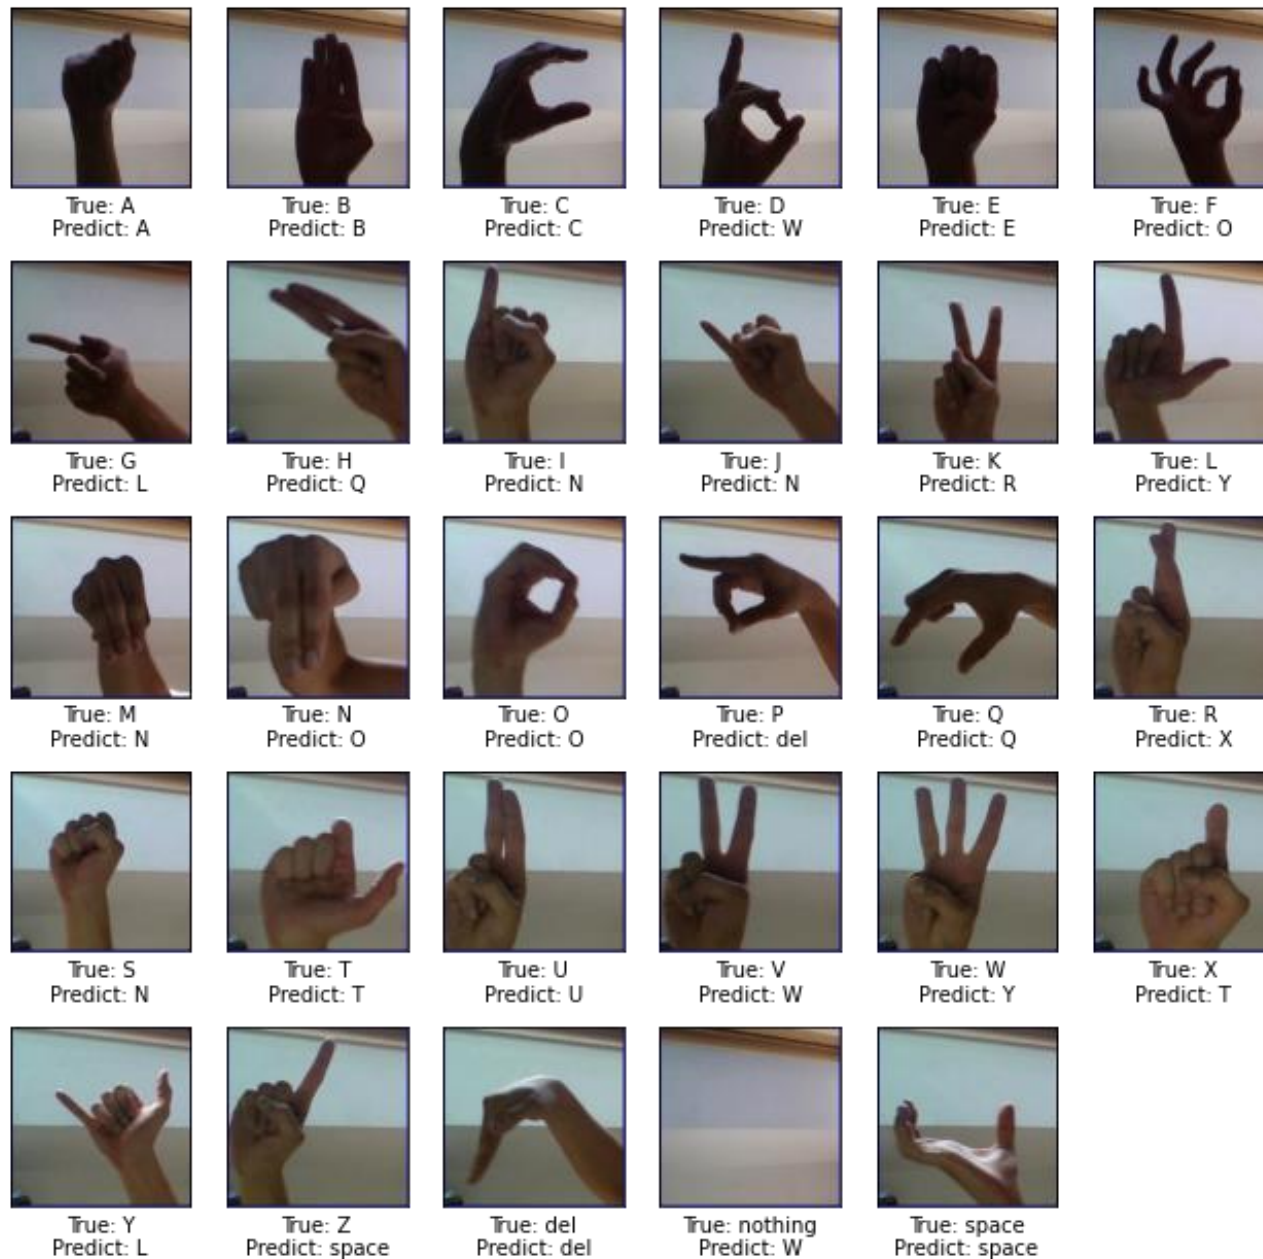 True: A
Predict: A
True: B
Predict: B
True: C
Predict: C
True: D
Predict: W
True: E
Predict: E
True: F
Predict: O
True: G
Predict: L
True: H
Predict: Q
True: I
Predict: N
True: J
Predict: N
True: K
Predict: R
True: L
Predict: Y
True: M
Predict: N
True: N
Predict: O
True: O
Predict: O
True: P
Predict: del
True: Q
Predict: Q
True: R
Predict: X
True: S
Predict: N
True: T
Predict: T
True: U
Predict: U
True: V
Predict: W
True: W
Predict: Y
True: X
Predict: T
True: Y
Predict: L
True: Z
Predict: space
True: del
Predict: del
True: nothing
Predict: W
True: space
Predict: space